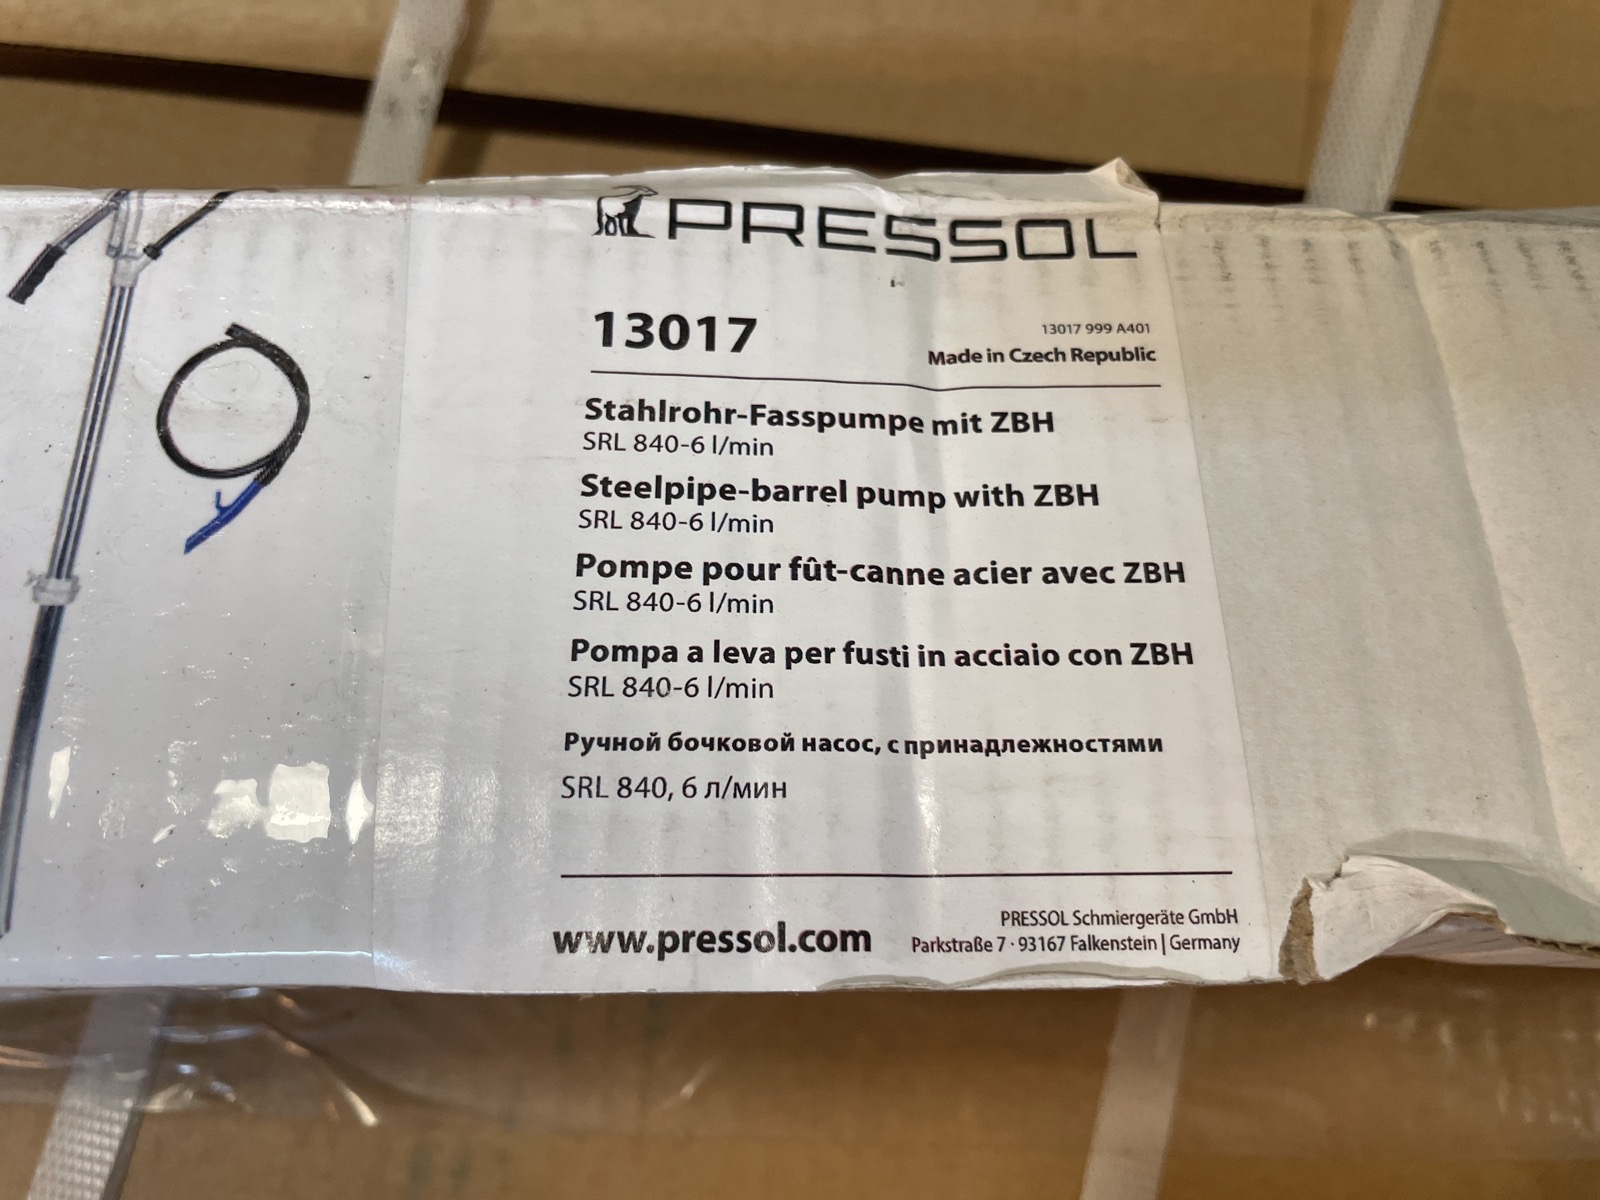 PRESSOL
13017
13017 999 A401
Made in Czech Republic
Stahlrohr-Fasspumpe mit ZBH
SRL 840-6 l/min
Steelpipe-barrel pump with ZBH
SRL 840-6 l/min
Pompe pour fût-canne acier avec ZBH
SRL 840-6 l/min
Pompa a leva per fusti in acciaio con ZBH
SRL 840-6 l/min
Ручной бочковой насос, с принадлежностями
SRL 840, 6 л/мин
www.pressol.com
PRESSOL Schmiergeräte GmbH
Parkstraße 7 · 93167 Falkenstein | Germany